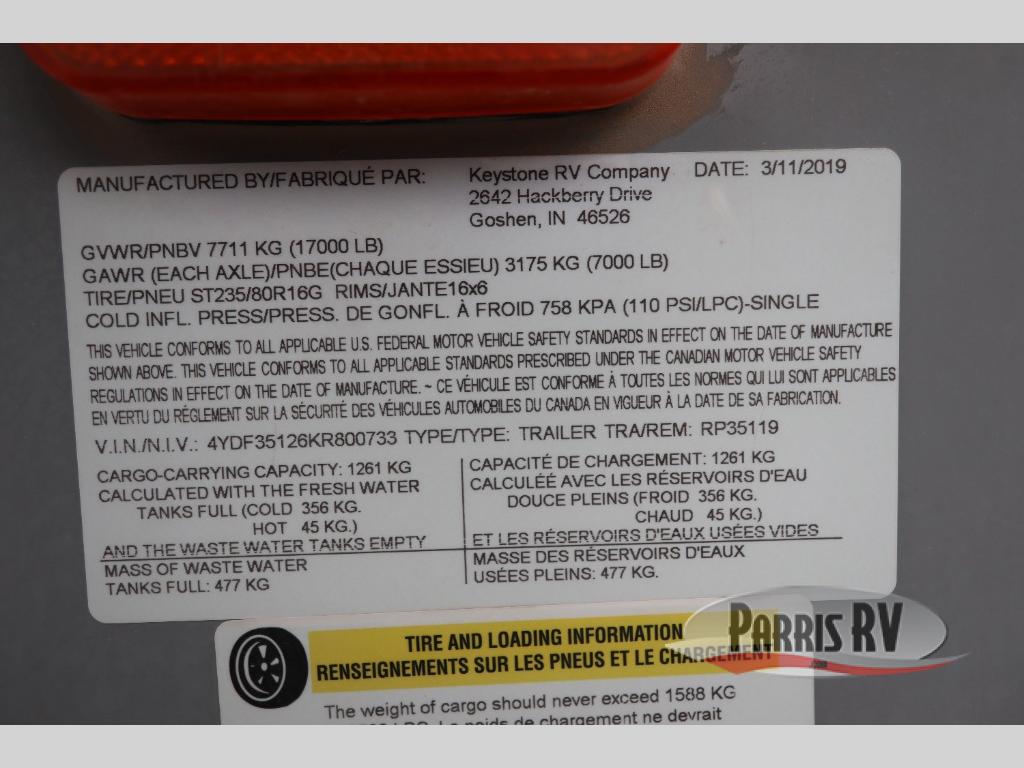 MANUFACTURED BY/FABRIQUÉ PAR: Keystone RV Company DATE: 3/11/2019
2642 Hackberry Drive
Goshen, IN 46526
GVWR/PNBV 7711 KG (17000 LB)
GAWR (EACH AXLE)/PNBE(CHAQUE ESSIEU) 3175 KG (7000 LB)
TIRE/PNEU ST235/80R16G RIMS/JANTE16x6
COLD INFL. PRESS/PRESS. DE GONFL. À FROID 758 KPA (110 PSI/LPC)-SINGLE
THIS VEHICLE CONFORMS TO ALL APPLICABLE U.S. FEDERAL MOTOR VEHICLE SAFETY STANDARDS IN EFFECT ON THE DATE OF MANUFACTURE
SHOWN ABOVE. THIS VEHICLE CONFORMS TO ALL APPLICABLE STANDARDS PRESCRIBED UNDER THE CANADIAN MOTOR VEHICLE SAFETY
REGULATIONS IN EFFECT ON THE DATE OF MANUFACTURE. ~ CE VÉHICULE EST CONFORME À TOUTES LES NORMES QUI LUI SONT APPLICABLES
EN VERTU DU RÉGLEMENT SUR LA SÉCURITÉ DES VÉHICULES AUTOMOBILES DU CANADA EN VIGUEUR À LA DATE DE SA FABRICATION.
V.I.N./N.I.V.: 4YDF35126KR800733 TYPE/TYPE: TRAILER TRA/REM: RP35119
CARGO-CARRYING CAPACITY: 1261 KG
CALCULATED WITH THE FRESH WATER
TANKS FULL (COLD 356 KG.
HOT 45 KG.)
AND THE WASTE WATER TANKS EMPTY
MASS OF WASTE WATER
TANKS FULL: 477 KG
CAPACITÉ DE CHARGEMENT: 1261 KG
CALCULÉE AVEC LES RÉSERVOIRS D'EAU
DOUCE PLEINS (FROID 356 KG.
CHAUD 45 KG.)
ET LES RÉSERVOIRS D'EAUX USÉES VIDES
MASSE DES RÉSERVOIRS D'EAUX
USÉES PLEINS: 477 KG.
TIRE AND LOADING INFORMATION
RENSEIGNEMENTS SUR LES PNEUS ET LE CHARGEMENT
The weight of cargo should never exceed 1588 KG
LBS. Le poids de chargement ne devrait
PARRIS RV
.com